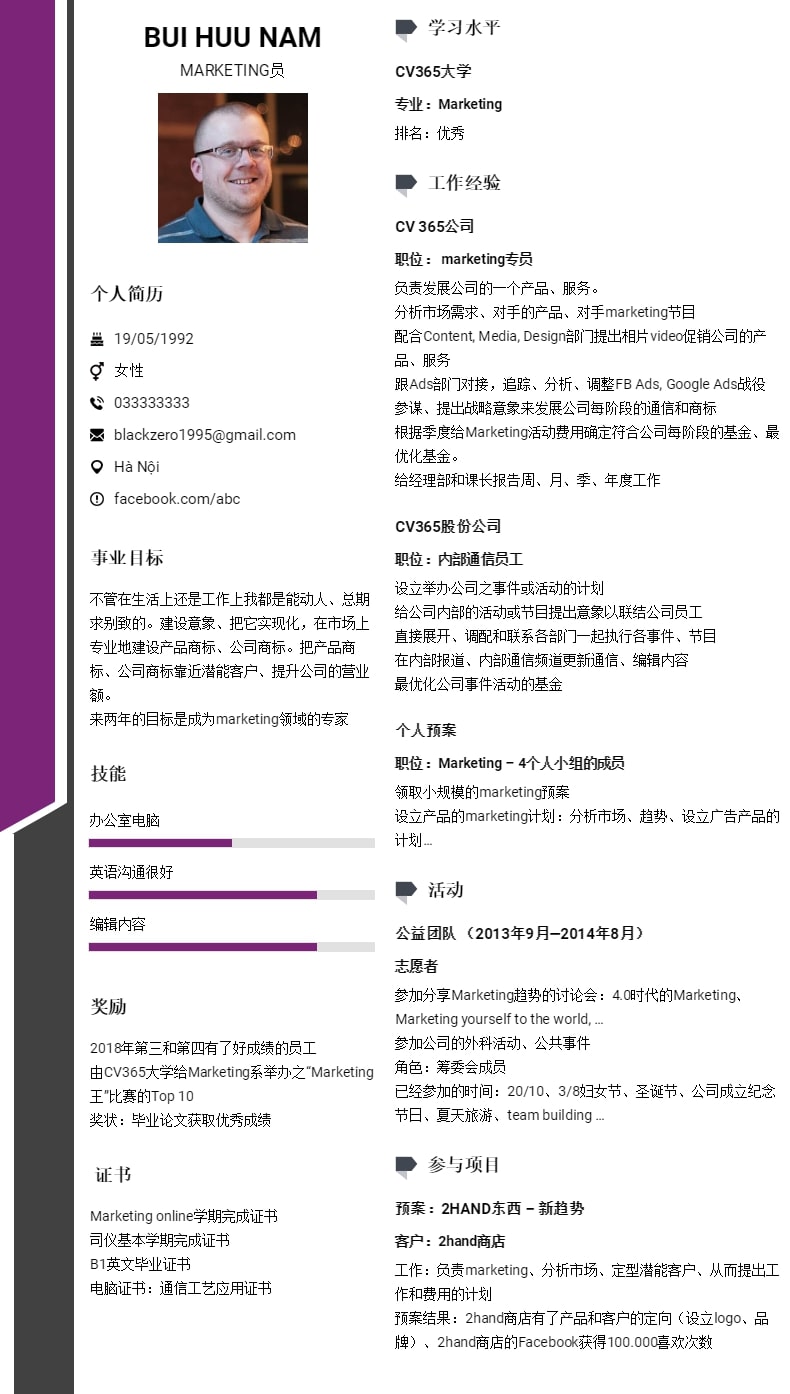 BUI HUU NAM
MARKETING员
个人简历
19/05/1992
女性
033333333
blackzero1995@gmail.com
Hà Nội
facebook.com/abc
事业目标
不管在生活上还是工作上我都是能动人、总期
求别致的。建设意象、把它实现化，在市场上
专业地建设产品商标、公司商标。把产品商
标、公司商标靠近潜能客户、提升公司的营业
额。
来两年的目标是成为marketing领域的专家
技能
办公室电脑
英语沟通很好
编辑内容
奖励
2018年第三和第四有了好成绩的员工
由CV365大学给Marketing系举办之“Marketing
王”比赛的Top 10
奖状：毕业论文获取优秀成绩
证书
Marketing online学期完成证书
司仪基本学期完成证书
B1英文毕业证书
电脑证书：通信工艺应用证书
学习水平
CV365大学
专业：Marketing
排名：优秀
工作经验
CV 365公司
职位： marketing专员
负责发展公司的一个产品、服务。
分析市场需求、对手的产品、对手marketing节目
配合Content, Media, Design部门提出相片video促销公司的产
品、服务
跟Ads部门对接，追踪、分析、调整FB Ads, Google Ads战役
参谋、提出战略意象来发展公司每阶段的通信和商标
根据季度给Marketing活动费用确定符合公司每阶段的基金、最
优化基金。
给经理部和课长报告周、月、季、年度工作
CV365股份公司
职位：内部通信员工
设立举办公司之事件或活动的计划
给公司内部的活动或节目提出意象以联结公司员工
直接展开、调配和联系各部门一起执行各事件、节目
在内部报道、内部通信频道更新通信、编辑内容
最优化公司事件活动的基金
个人预案
职位：Marketing – 4个人小组的成员
领取小规模的marketing预案
设立产品的marketing计划：分析市场、趋势、设立广告产品的
计划…
活动
公益团队 （2013年9月—2014年8月）
志愿者
参加分享Marketing趋势的讨论会：4.0时代的Marketing、
Marketing yourself to the world, …
参加公司的外科活动、公共事件
角色：筹委会成员
已经参加的时间：20/10、3/8妇女节、圣诞节、公司成立纪念
节日、夏天旅游、team building …
参与项目
预案：2HAND东西 – 新趋势
客户：2hand商店
工作：负责marketing、分析市场、定型潜能客户、从而提出工
作和费用的计划
预案结果：2hand商店有了产品和客户的定向（设立logo、品
牌）、2hand商店的Facebook获得100.000喜欢次数